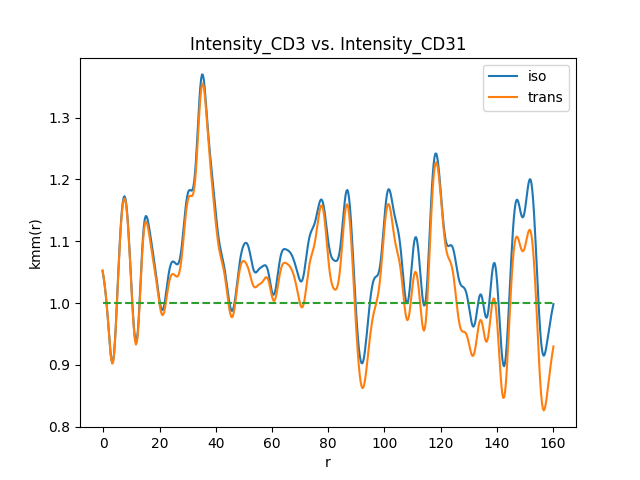 Intensity_CD3 vs. Intensity_CD31
iso
trans
kmm(r)
1.3
1.2
1.1
1.0
0.9
0.8
0 20 40 60 80 100 120 140 160
r